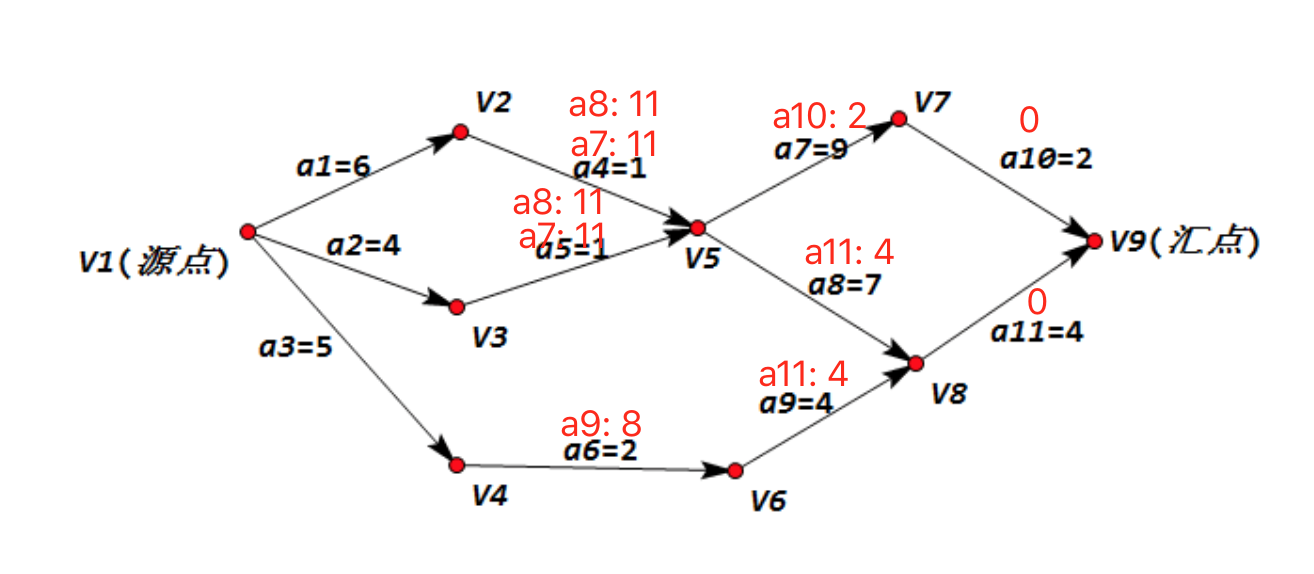 V2
a8: 11
a7: 11
a4=1
a1=6
a10: 2
a7=9
V7
0
a10=2
V1(源点)
a2=4
a8: 11
a7: 11
a5=1
V5
a11: 4
a8=7
V9(汇点)
0
a11=4
a3=5
V3
a11: 4
a9=4
V8
a9: 8
a6=2
V4
V6